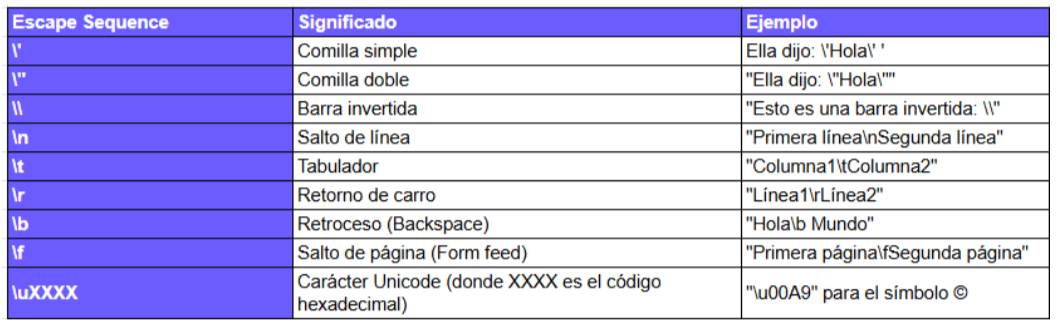 Escape Sequence Significado Ejemplo
\' Comilla simple Ella dijo: \'Hola\' '
\" Comilla doble "Ella dijo: \"Hola\""
\\ Barra invertida "Esto es una barra invertida: \\"
\n Salto de línea "Primera línea\nSegunda línea"
\t Tabulador "Columna1\tColumna2"
\r Retorno de carro "Línea1\rLínea2"
\b Retroceso (Backspace) "Hola\b Mundo"
\f Salto de página (Form feed) "Primera página\fSegunda página"
\uXXXX Carácter Unicode (donde XXXX es el código
hexadecimal) "\u00A9" para el símbolo ©